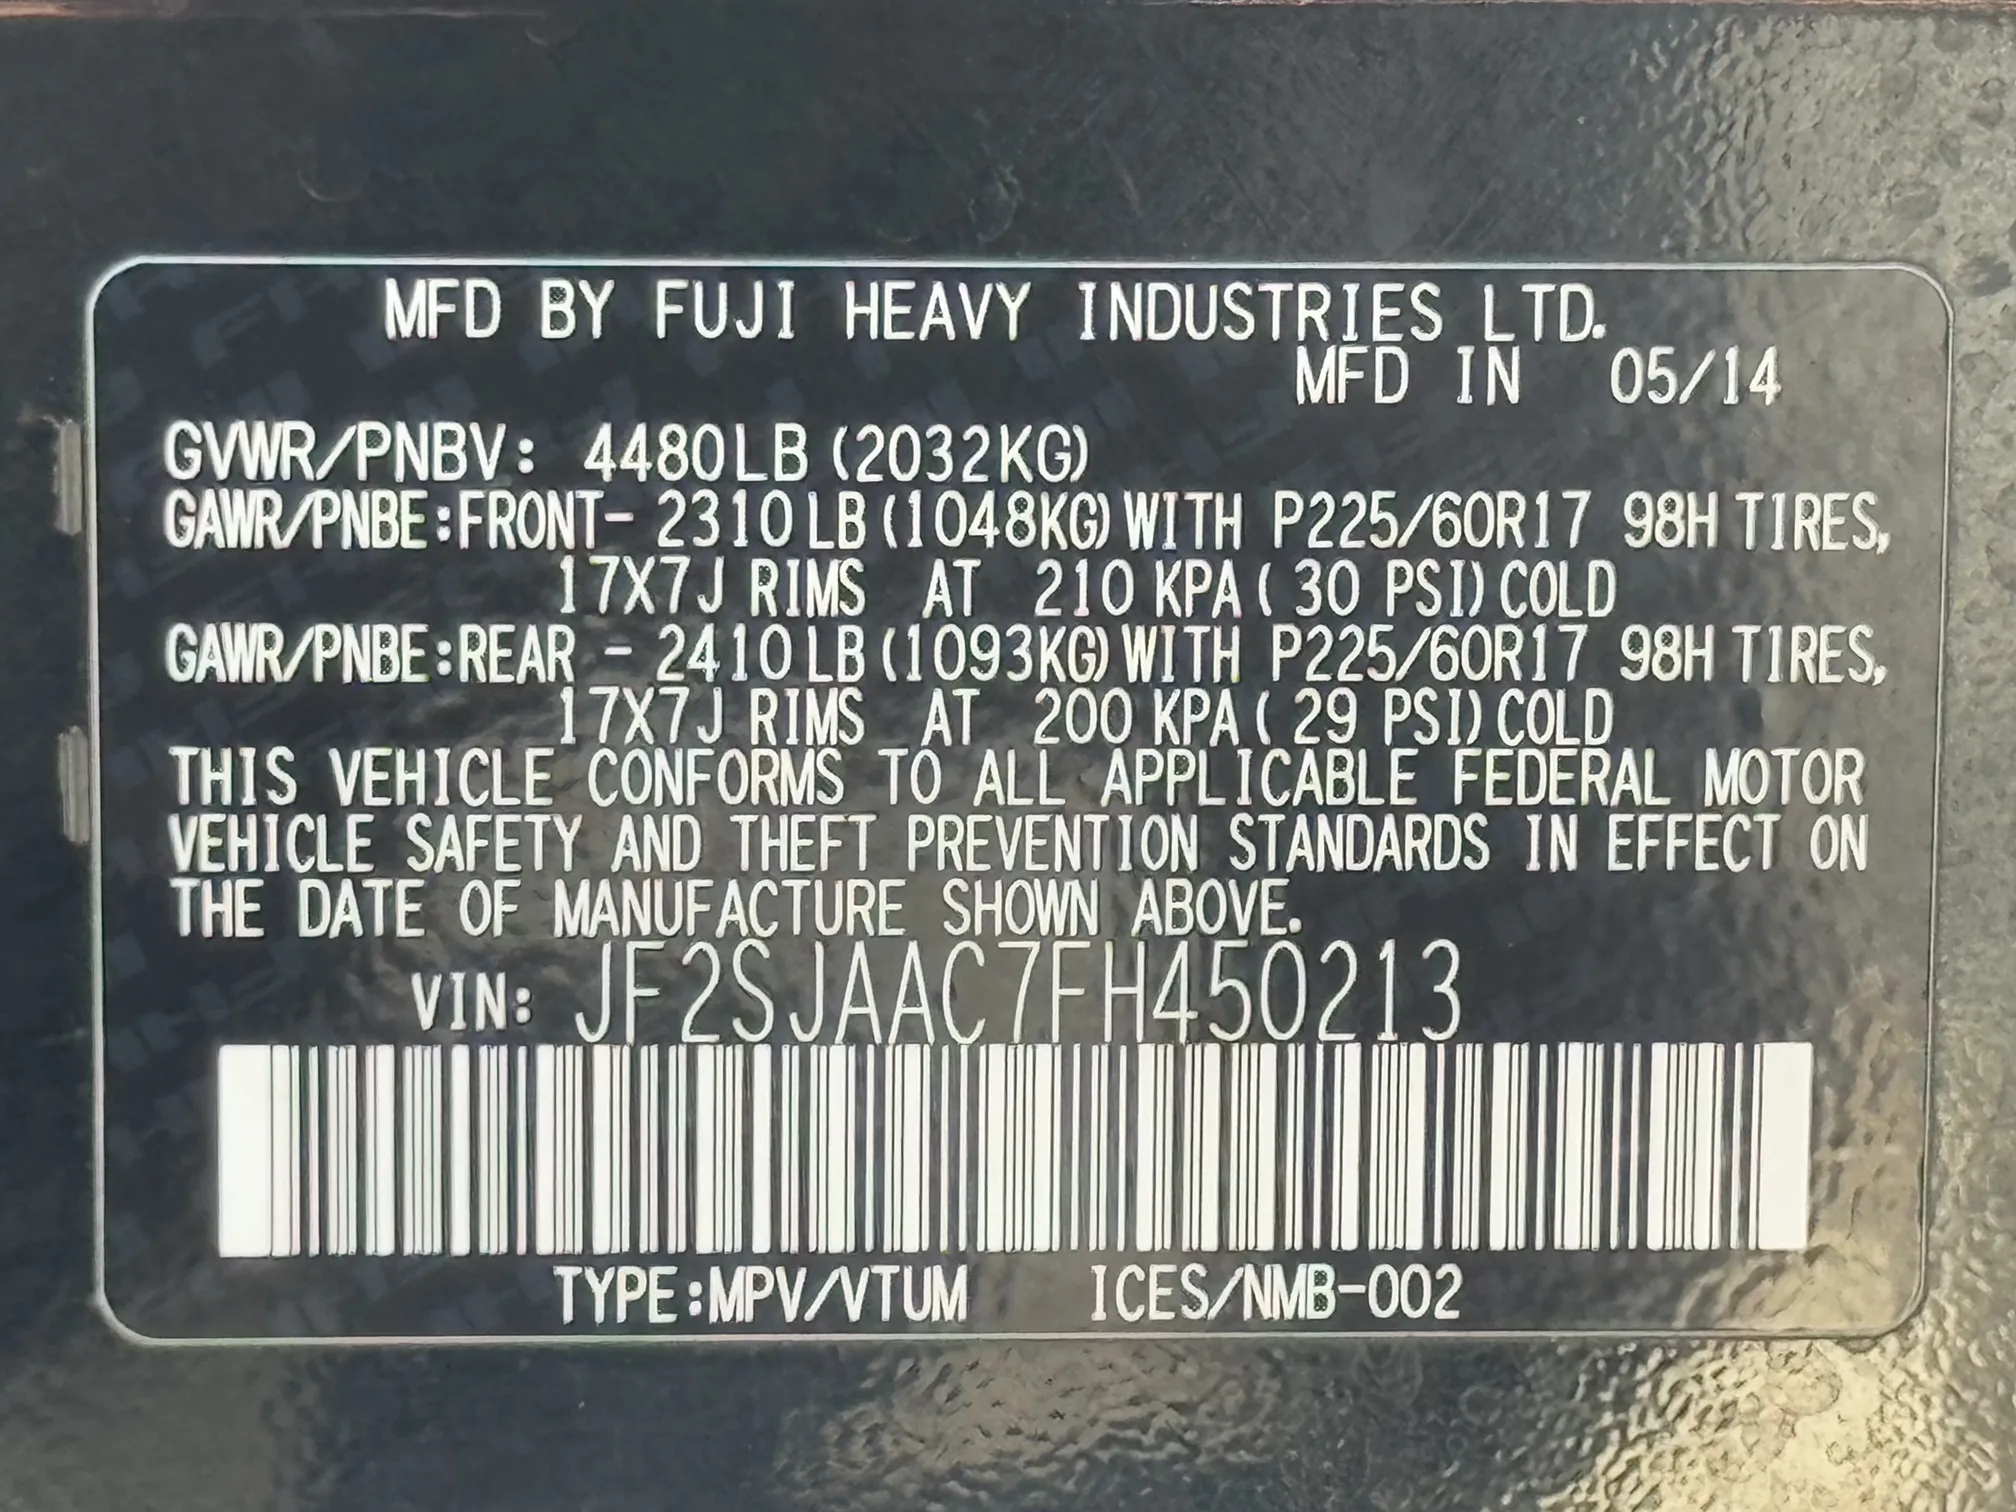 MFD BY FUJI HEAVY INDUSTRIES LTD.
MFD IN 05/14
GVWR/PNBV: 4480LB (2032KG)
GAWR/PNBE:FRONT- 2310LB (1048KG) WITH P225/60R17 98H TIRES,
17X7J RIMS AT 210 KPA ( 30 PSI) COLD
GAWR/PNBE:REAR - 2410LB (1093KG) WITH P225/60R17 98H TIRES,
17X7J RIMS AT 200 KPA ( 29 PSI) COLD
THIS VEHICLE CONFORMS TO ALL APPLICABLE FEDERAL MOTOR
VEHICLE SAFETY AND THEFT PREVENTION STANDARDS IN EFFECT ON
THE DATE OF MANUFACTURE SHOWN ABOVE.
VIN: JF2SJAAC7FH450213
TYPE:MPV/VTUM ICES/NMB-002